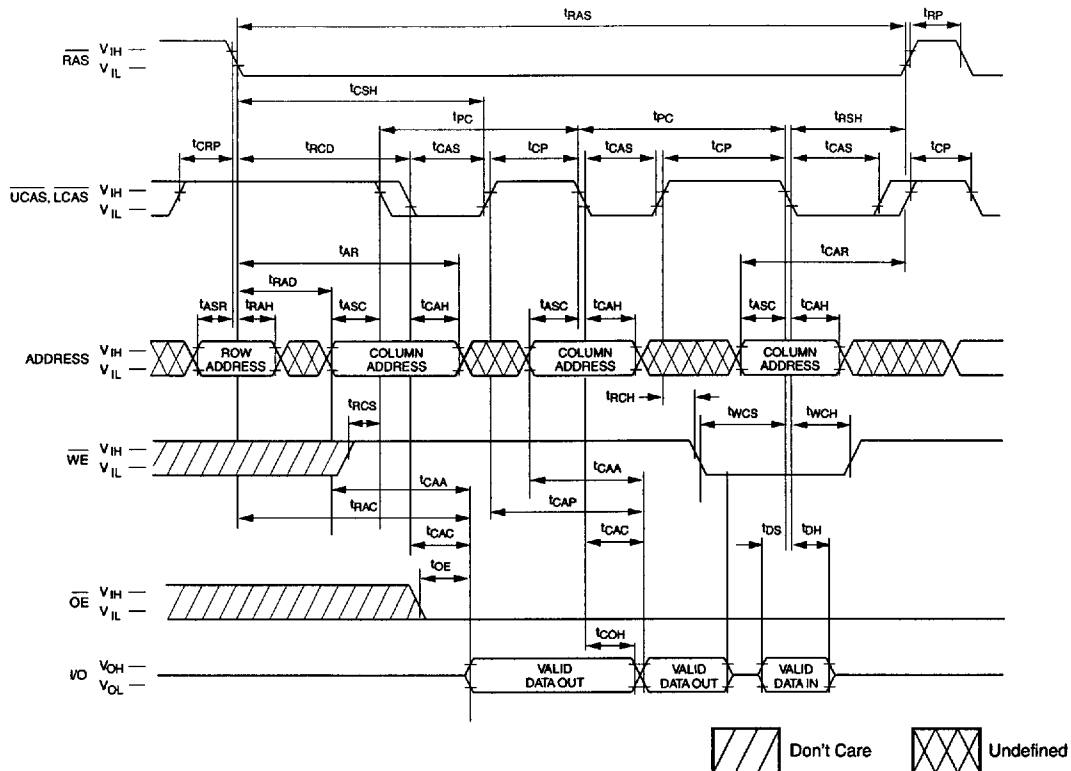 tRAS
tRP
RAS
VIH
VIL
tCSH
tPC
tPC
tRSH
tCRP
tRCD
tCAS
tCP
tCAS
tCP
tCAS
tCP
UCAS, LCAS
VIH
VIL
tAR
tCAR
tRAD
tASR
tRAH
tASC
tCAH
tASC
tCAH
tASC
tCAH
ADDRESS
VIH
VIL
ROW ADDRESS
COLUMN ADDRESS
COLUMN ADDRESS
COLUMN ADDRESS
tRCS
tRCH
tWCS
tWCH
WE
VIH
VIL
tCAA
tCAA
tRAC
tCAP
tCAC
tCAC
tDS
tDH
tOE
OE
VIH
VIL
tCOH
I/O
VOH
VOL
VALID DATA OUT
VALID DATA OUT
VALID DATA IN
Don't Care
Undefined